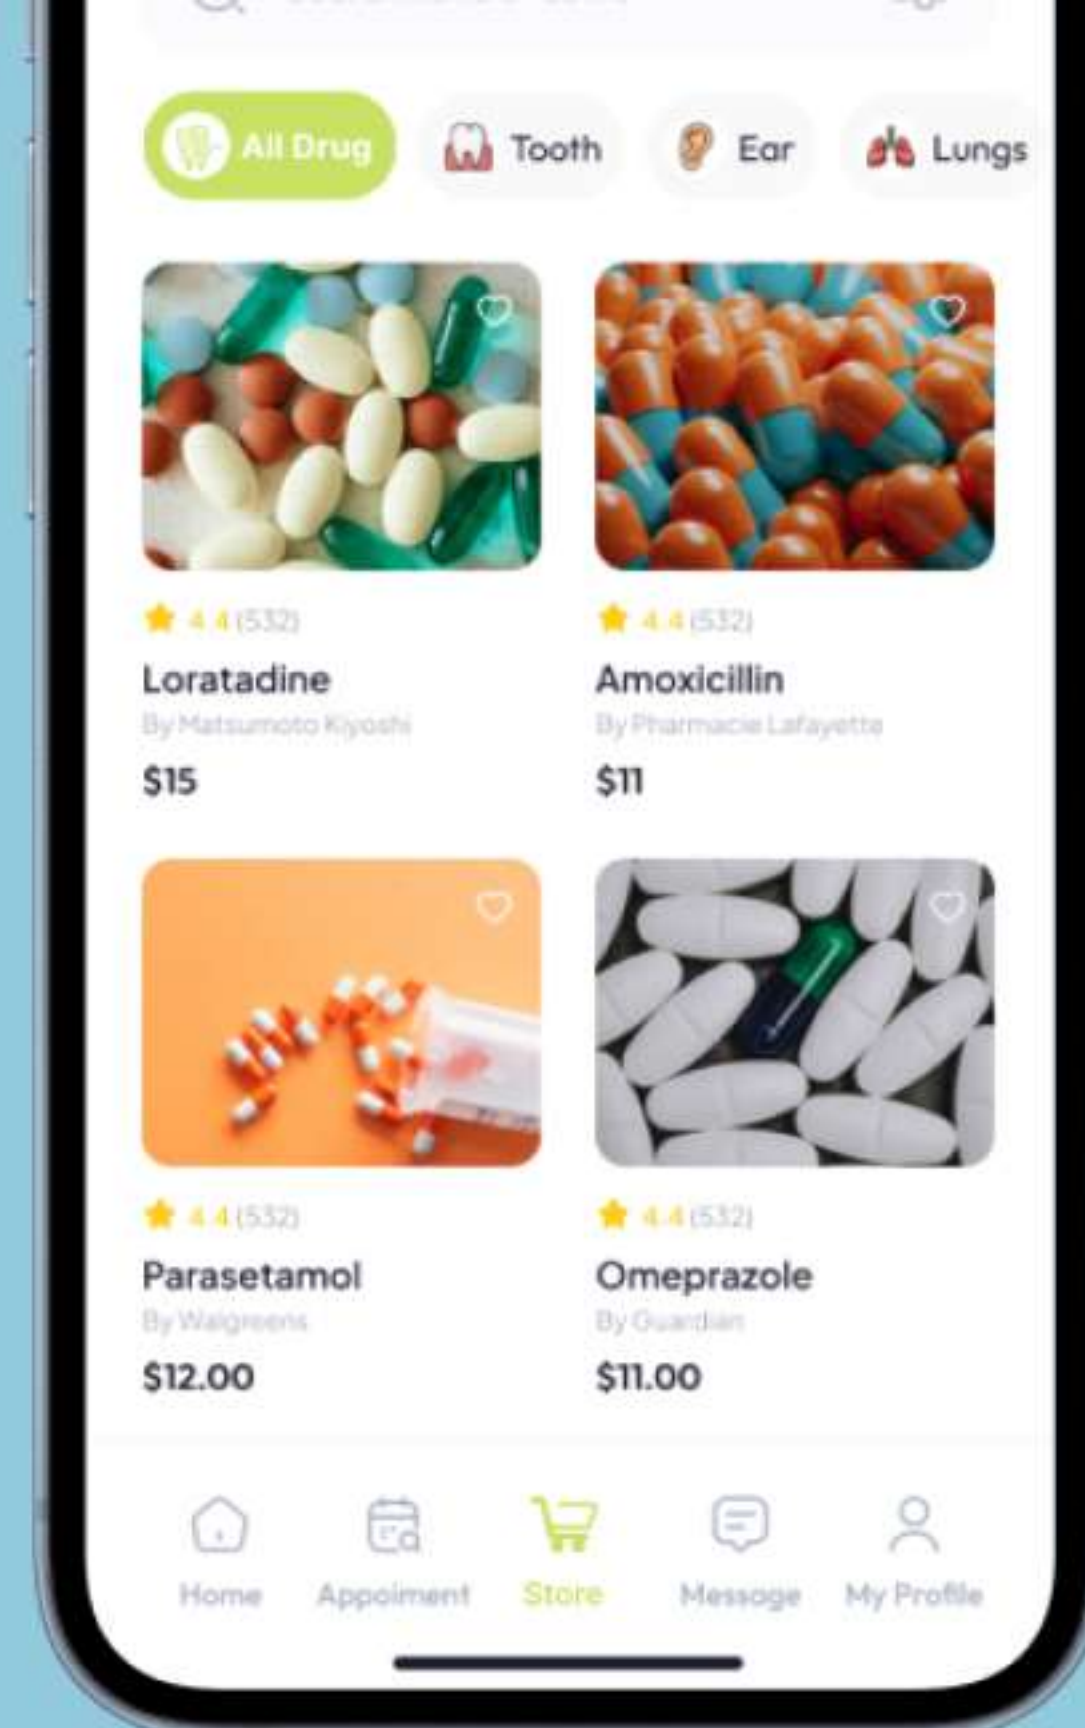 All Drug
Tooth
Ear
Lungs
4.4 (532)
4.4 (532)
Loratadine
Amoxicillin
By Matsumoto Kiyoshi
By Pharmacie Lafayette
$15
$11
4.4 (532)
4.4 (532)
Parasetamol
Omeprazole
By Walgreens
By Guardian
$12.00
$11.00
Home
Appoiment
Store
Message
My Profile